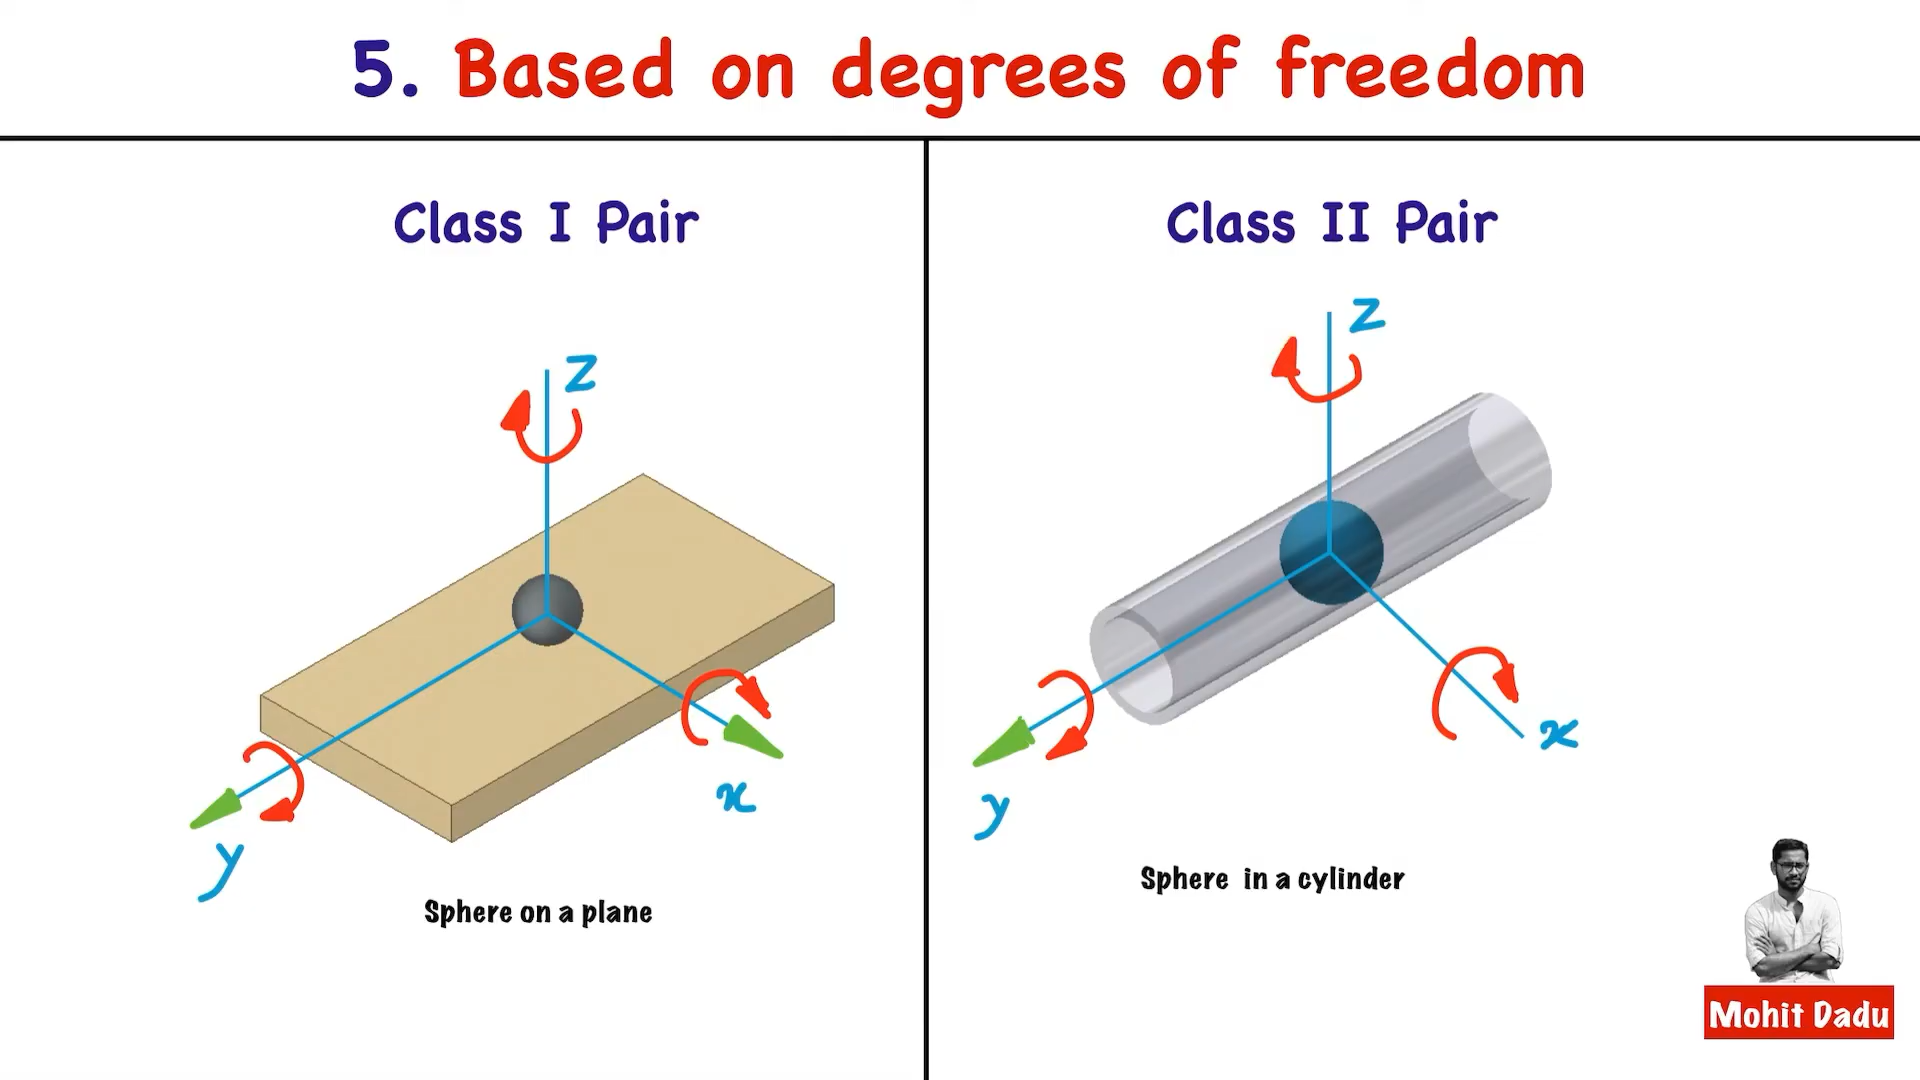 5. Based on degrees of freedom
Class I Pair
z
x
y
Sphere on a plane
Class II Pair
z
x
y
Sphere in a cylinder
Mohit Dadu